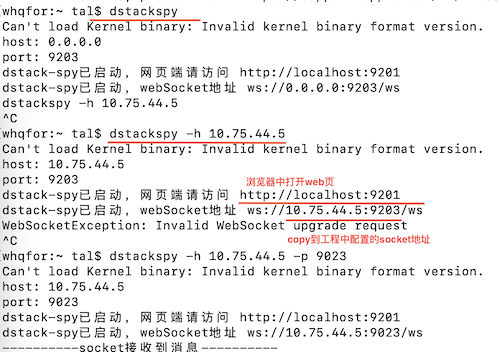 whqfor:~ tal$ dstackspy
Can't load Kernel binary: Invalid kernel binary format version.
host: 0.0.0.0
port: 9203
dstack-spy已启动, 网页端请访问 http://localhost:9201
dstack-spy已启动, webSocket地址 ws://0.0.0.0:9203/ws
dstackspy -h 10.75.44.5
^C
whqfor:~ tal$ dstackspy -h 10.75.44.5
Can't load Kernel binary: Invalid kernel binary format version.
host: 10.75.44.5
port: 9203
浏览器中打开web页
dstack-spy已启动, 网页端请访问 http://localhost:9201
dstack-spy已启动, webSocket地址 ws://10.75.44.5:9203/ws
WebSocketException: Invalid WebSocket upgrade request
^C
copy到工程中配置的socket地址
whqfor:~ tal$ dstackspy -h 10.75.44.5 -p 9023
Can't load Kernel binary: Invalid kernel binary format version.
host: 10.75.44.5
port: 9023
dstack-spy已启动, 网页端请访问 http://localhost:9201
dstack-spy已启动, webSocket地址 ws://10.75.44.5:9023/ws
----------socket接收到消息----------